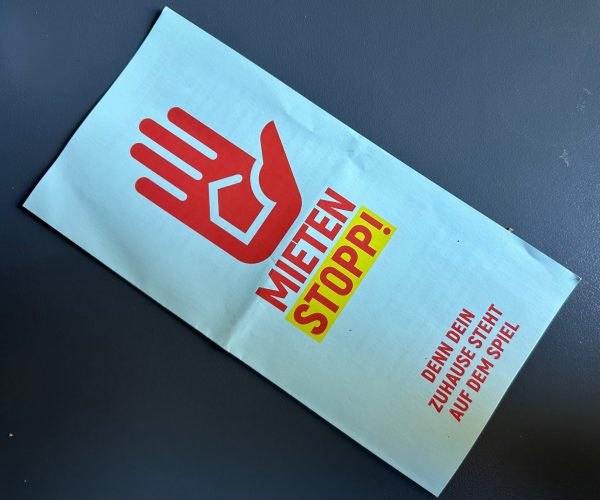 MIETEN
STOPP!
DENN DEIN
ZUHAUSE STEHT
AUF DEM SPIEL